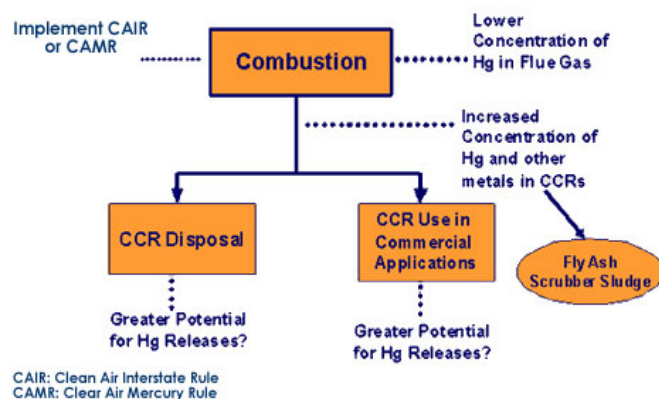 Implement CAIR
or CAMR
Combustion
Lower
Concentration of
Hg in Flue Gas
Increased
Concentration of
Hg and other
metals in CCRs
CCR Disposal
CCR Use in
Commercial
Applications
Fly Ash
Scrubber Sludge
Greater Potential
for Hg Releases?
Greater Potential
for Hg Releases?
CAIR: Clean Air Interstate Rule
CAMR: Clear Air Mercury Rule